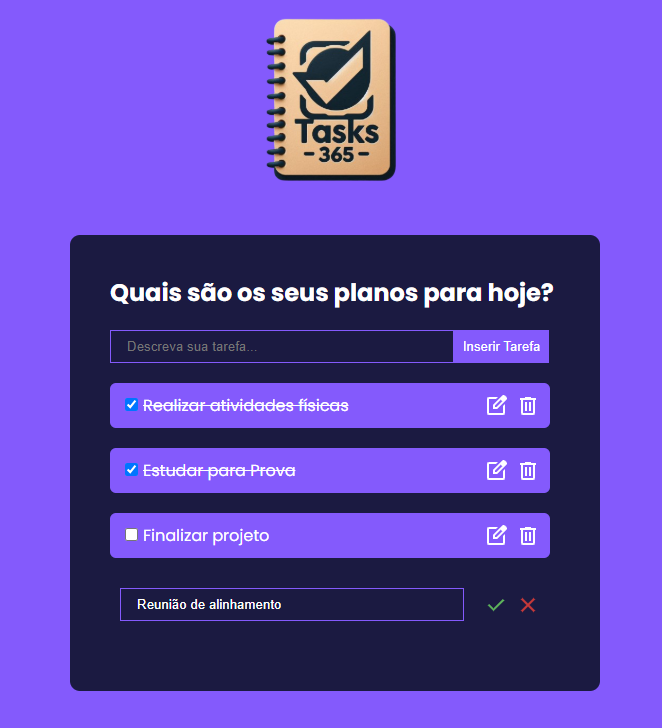 Tasks
- 365 -
Quais são os seus planos para hoje?
Descreva sua tarefa...
Inserir Tarefa
Realizar atividades físicas
Estudar para Prova
Finalizar projeto
Reunião de alinhamento